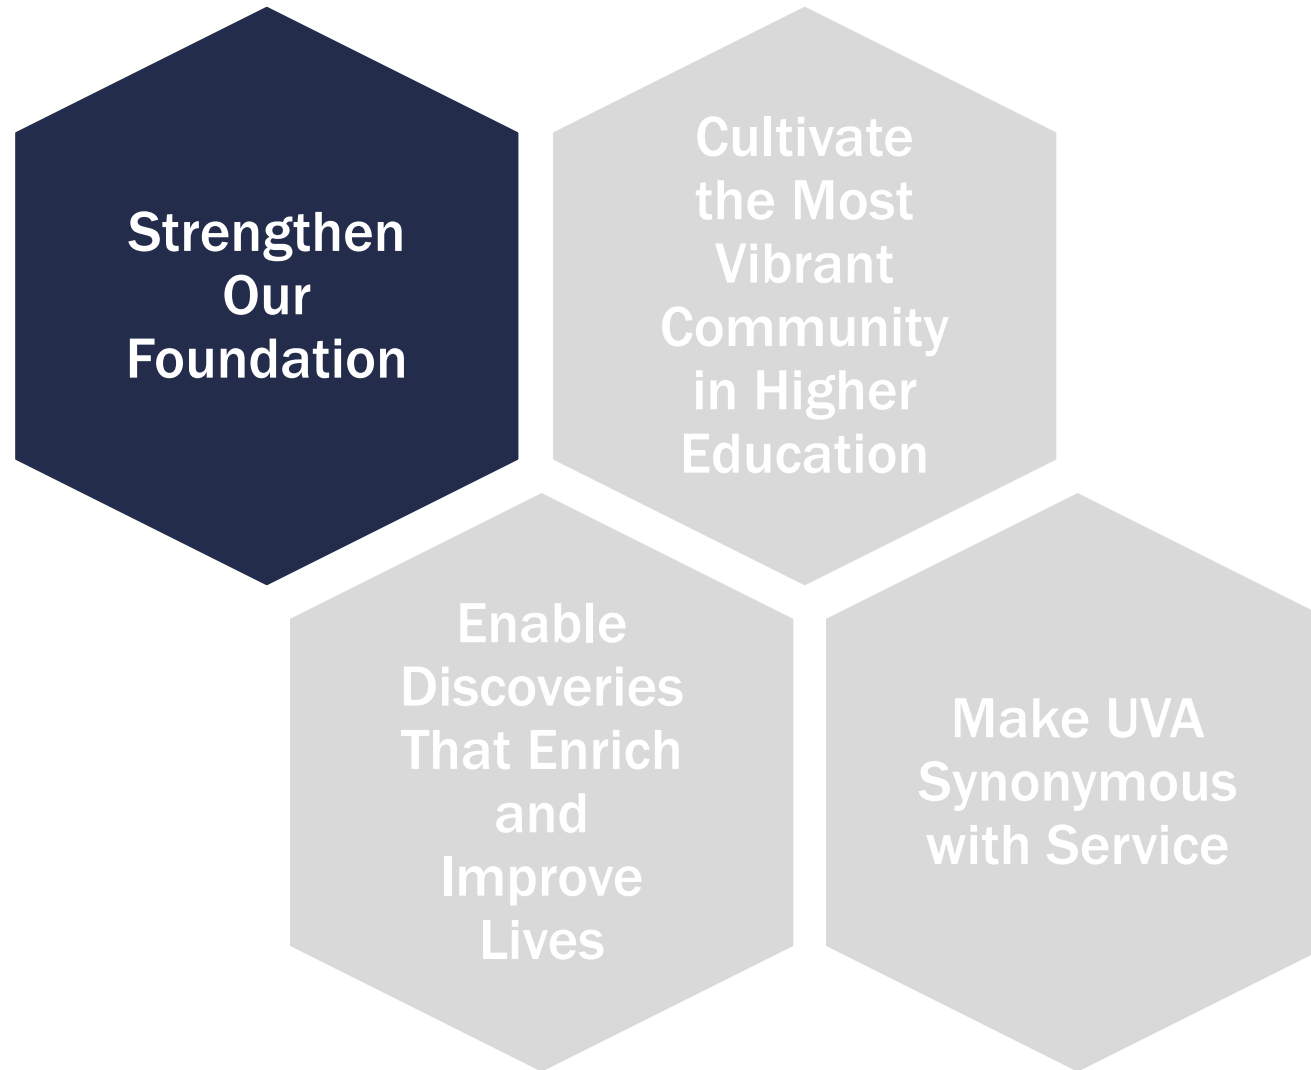 Strengthen
Our
Foundation
Cultivate
the Most
Vibrant
Community
in Higher
Education
Enable
Discoveries
That Enrich
and
Improve
Lives
Make UVA
Synonymous
with Service